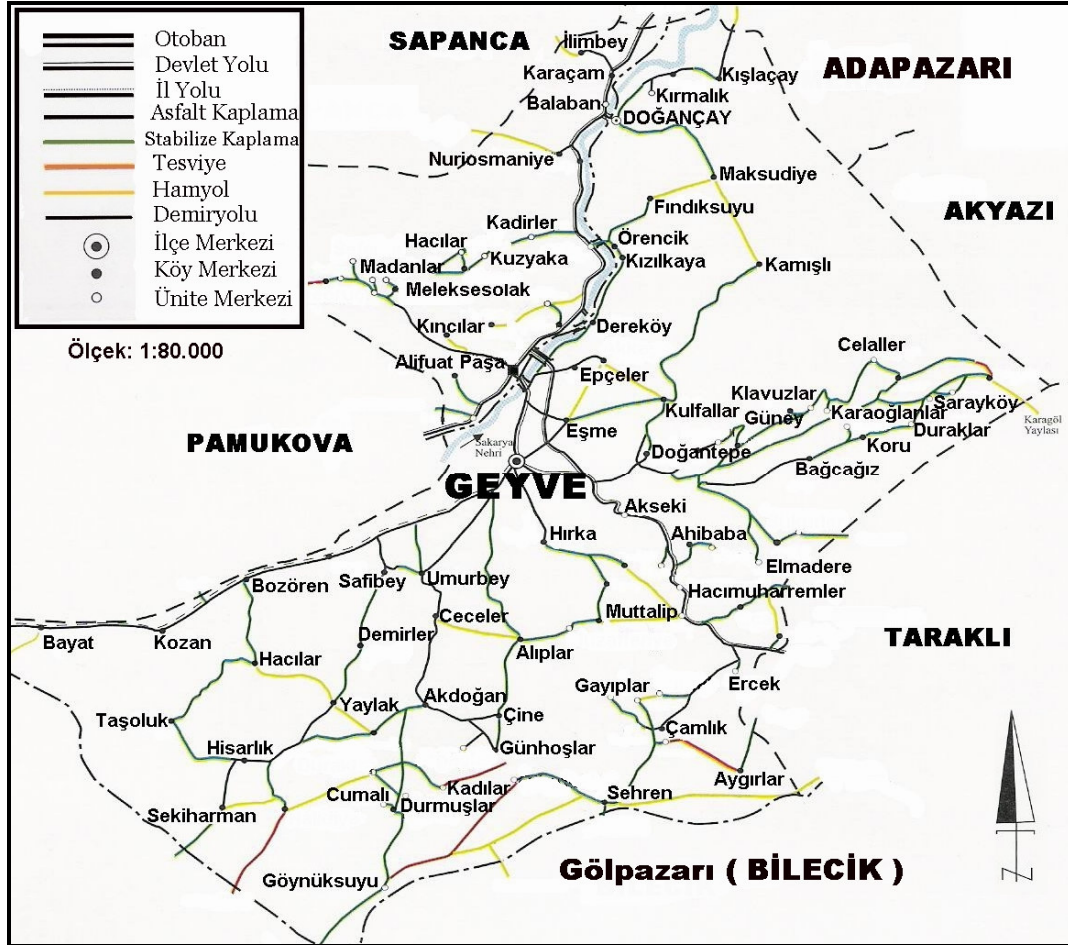 Otoban
Devlet Yolu
İl Yolu
Asfalt Kaplama
Stabilize Kaplama
Tesviye
Hamyol
Demiryolu
İlçe Merkezi
Köy Merkezi
Ünite Merkezi
Ölçek: 1:80.000
SAPANCA
İlimbey
Karaçam
Kışlaçay
ADAPAZARI
Balaban
Kırmalık
DOĞANÇAY
Nuriosmaniye
Maksudiye
AKYAZI
Fındıksuyu
Kadirler
Hacılar
Kuzyaka
Örencik
Kızılkaya
Kamışlı
Madanlar
Meleksesolak
Kıncılar
Dereköy
Alifuat Paşa
Epçeler
Celaller
Klavuzlar
Güney
Karaoğlanlar
Sarayköy
Karagöl
Yaylası
Kulfallar
Duraklar
Koru
Eşme
PAMUKOVA
Sakarya
Nehri
Doğantepe
Bağcağız
GEYVE
Akseki
Hırka
Ahibaba
Elmadere
Bozören
Safibey
Umurbey
Hacımuharremler
Ceceler
Muttalip
Bayat
Kozan
Demirler
Alıplar
TARAKLI
Hacılar
Ercek
Gayıplar
Taşoluk
Yaylak
Akdoğan
Çine
Çamlık
Hisarlık
Günhoşlar
Aygırlar
Sekiharman
Cumalı
Kadılar
Durmuşlar
Sehren
Göynüksuyu
Gölpazarı ( BİLECİK )
N